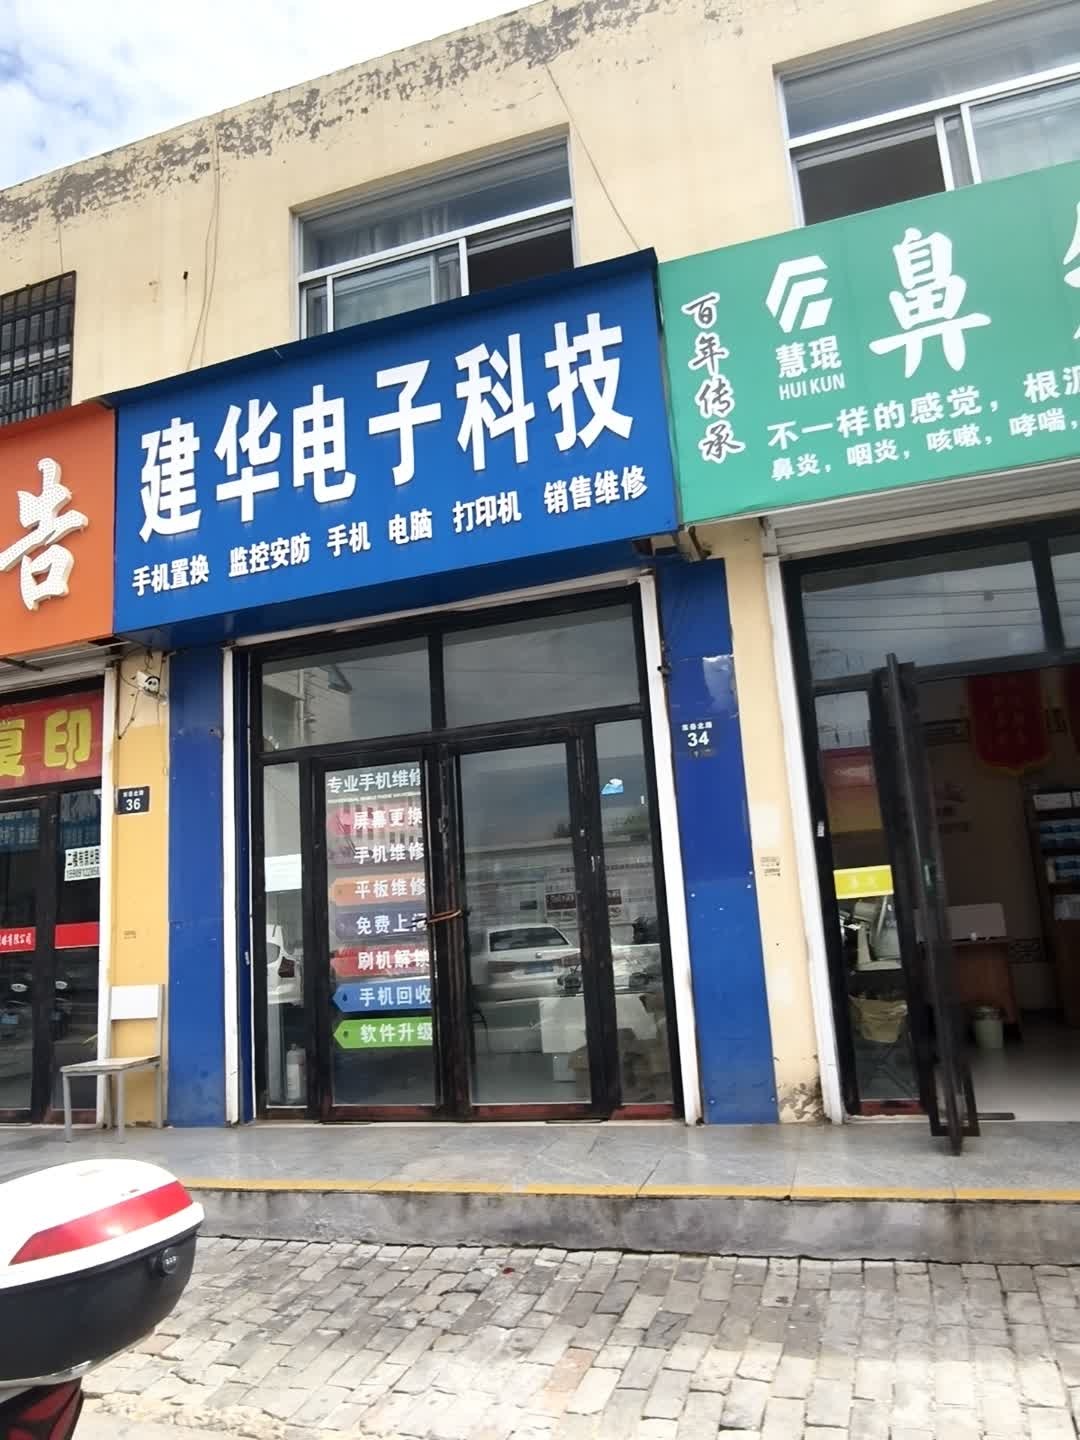 告
复印
36
建华电子科技
手机置换 监控安防 手机 电脑 打印机 销售维修
专业手机维修
屏幕更换
手机维修
平板维修
免费上门
刷机解锁
手机回收
软件升级
34
百年传承
慧琨
HUI KUN
鼻
不一样的感觉，根源
鼻炎，咽炎，咳嗽，哮喘，